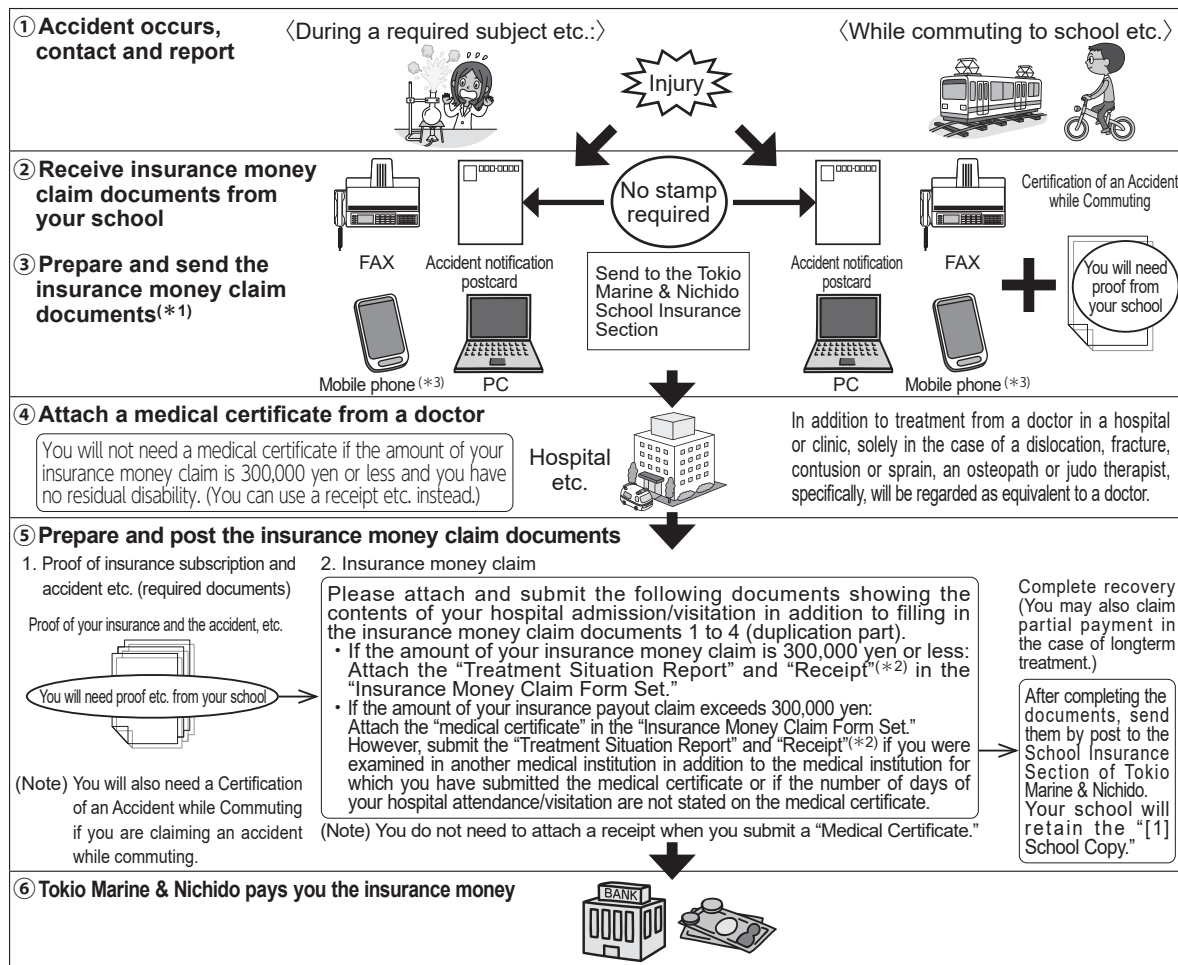 ① Accident occurs,
contact and report
〈During a required subject etc.:〉
Injury
〈While commuting to school etc.〉
② Receive insurance money
claim documents from
your school
③ Prepare and send the
insurance money claim
documents(*1)
FAX
Accident notification
postcard
Mobile phone (*3)
PC
No stamp
required
Send to the Tokio
Marine & Nichido
School Insurance
Section
Accident notification
postcard
FAX
PC
Mobile phone (*3)
Certification of an Accident
while Commuting
You will need
proof from
your school
④ Attach a medical certificate from a doctor
You will not need a medical certificate if the amount of your
insurance money claim is 300,000 yen or less and you have
no residual disability. (You can use a receipt etc. instead.)
Hospital
etc.
In addition to treatment from a doctor in a hospital
or clinic, solely in the case of a dislocation, fracture,
contusion or sprain, an osteopath or judo therapist,
specifically, will be regarded as equivalent to a doctor.
⑤ Prepare and post the insurance money claim documents
1. Proof of insurance subscription and
accident etc. (required documents)
Proof of your insurance and the accident, etc.
You will need proof etc. from your school
(Note) You will also need a Certification
of an Accident while Commuting
if you are claiming an accident
while commuting.
2. Insurance money claim
Please attach and submit the following documents showing the
contents of your hospital admission/visitation in addition to filling in
the insurance money claim documents 1 to 4 (duplication part).
・If the amount of your insurance money claim is 300,000 yen or less:
Attach the “Treatment Situation Report” and “Receipt”(*2) in the
“Insurance Money Claim Form Set.”
・If the amount of your insurance payout claim exceeds 300,000 yen:
Attach the “medical certificate” in the “Insurance Money Claim Form Set.”
However, submit the “Treatment Situation Report” and “Receipt”(*2) if you were
examined in another medical institution in addition to the medical institution for
which you have submitted the medical certificate or if the number of days of
your hospital attendance/visitation are not stated on the medical certificate.
(Note) You do not need to attach a receipt when you submit a “Medical Certificate.”
Complete recovery
(You may also claim
partial payment in
the case of longterm
treatment.)
After completing the
documents, send
them by post to the
School Insurance
Section of Tokio
Marine & Nichido.
Your school will
retain the “[1]
School Copy.”
⑥ Tokio Marine & Nichido pays you the insurance money
BANK